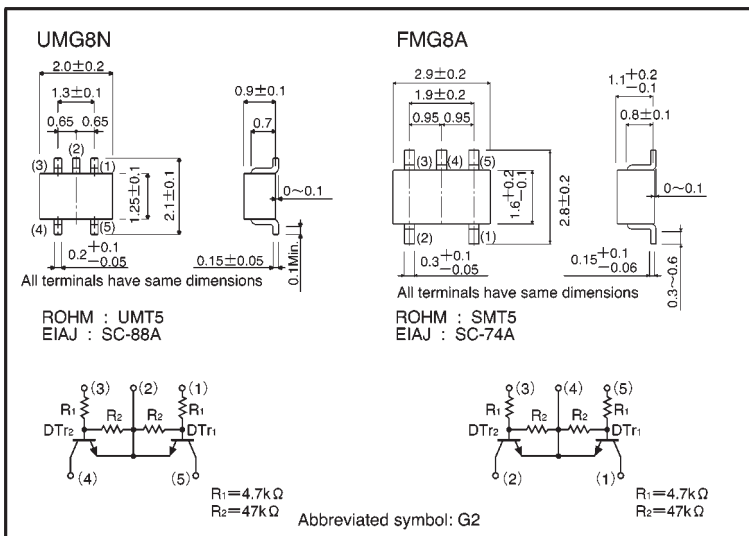 UMG8N
2.0±0.2
1.3±0.1
0.65 0.65
(2)
(3) (1)
(4) (5)
1.25±0.1
2.1±0.1
0.2 +0.1 −0.05
0.9±0.1
0.7
0~0.1
0.15±0.05
0.1Min.
All terminals have same dimensions
ROHM : UMT5
EIAJ : SC-88A
FMG8A
2.9±0.2
1.9±0.2
0.95 0.95
(3) (4) (5)
(2) (1)
1.6 +0.2 −0.1
2.8±0.2
0.3 +0.1 −0.05
1.1 +0.2 −0.1
0.8±0.1
0~0.1
0.15 +0.1 −0.06
0.3~0.6
All terminals have same dimensions
ROHM : SMT5
EIAJ : SC-74A
(3) (2) (1)
R1 R2 R2 R1
DTr2 DTr1
(4) (5)
R1=4.7kΩ
R2=47kΩ
(3) (4) (5)
R1 R2 R2 R1
DTr2 DTr1
(2) (1)
R1=4.7kΩ
R2=47kΩ
Abbreviated symbol: G2